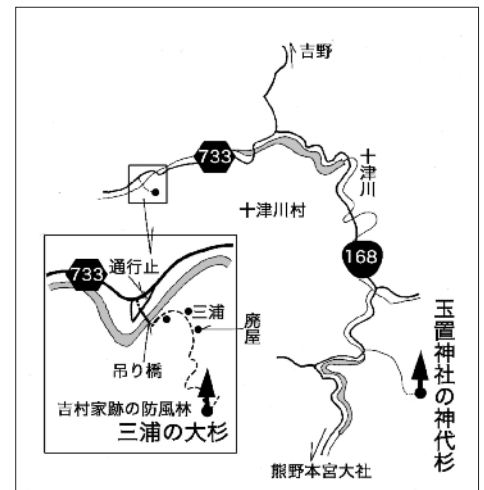 吉野
733
十津川
十津川村
168
733
通行止
三浦
廃屋
吊り橋
吉村家跡の防風林
三浦の大杉
玉置神社の神代杉
熊野本宮大社